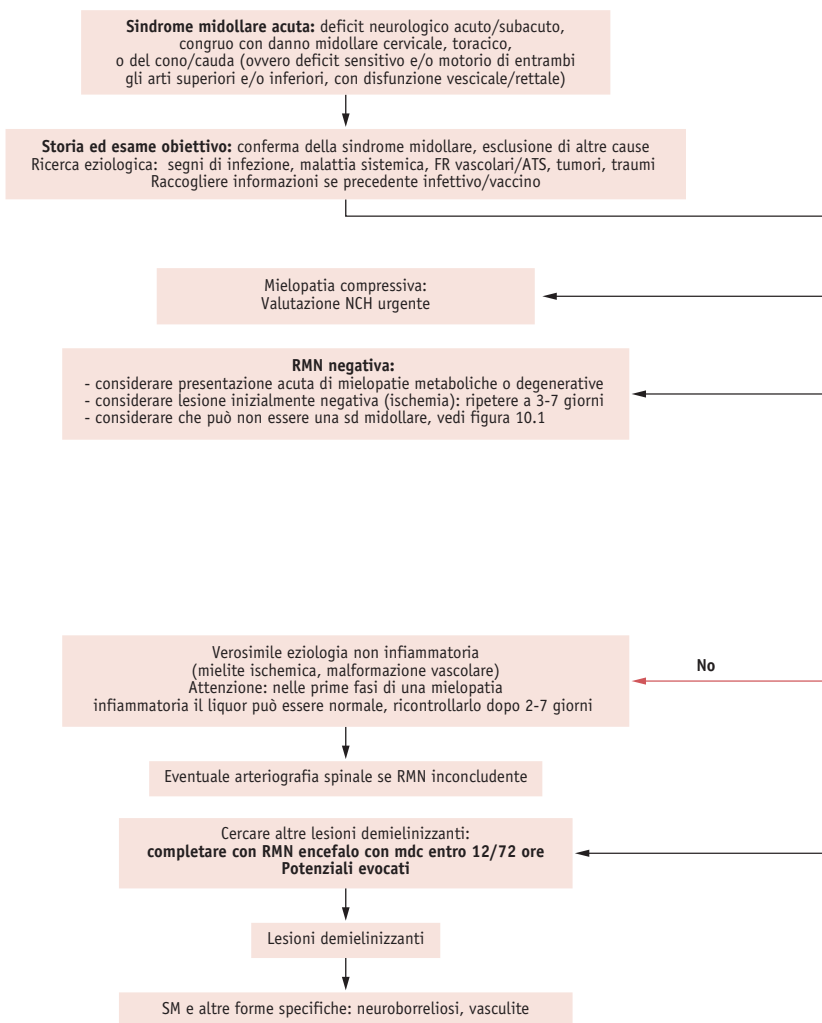 Sindrome midollare acuta: deficit neurologico acuto/subacuto,
congruo con danno midollare cervicale, toracico,
o del cono/cauda (ovvero deficit sensitivo e/o motorio di entrambi
gli arti superiori e/o inferiori, con disfunzione vescicale/rettale)
Storia ed esame obiettivo: conferma della sindrome midollare, esclusione di altre cause
Ricerca eziologica: segni di infezione, malattia sistemica, FR vascolari/ATS, tumori, traumi
Raccogliere informazioni se precedente infettivo/vaccino
Mielopatia compressiva:
Valutazione NCH urgente
RMN negativa:
- considerare presentazione acuta di mielopatie metaboliche o degenerative
- considerare lesione inizialmente negativa (ischemia): ripetere a 3-7 giorni
- considerare che può non essere una sd midollare, vedi figura 10.1
Verosimile eziologia non infiammatoria
(mielite ischemica, malformazione vascolare)
Attenzione: nelle prime fasi di una mielopatia
infiammatoria il liquor può essere normale, ricontrollarlo dopo 2-7 giorni
No
Eventuale arteriografia spinale se RMN inconcludente
Cercare altre lesioni demielinizzanti:
completare con RMN encefalo con mdc entro 12/72 ore
Potenziali evocati
Lesioni demielinizzanti
SM e altre forme specifiche: neuroborreliosi, vasculite